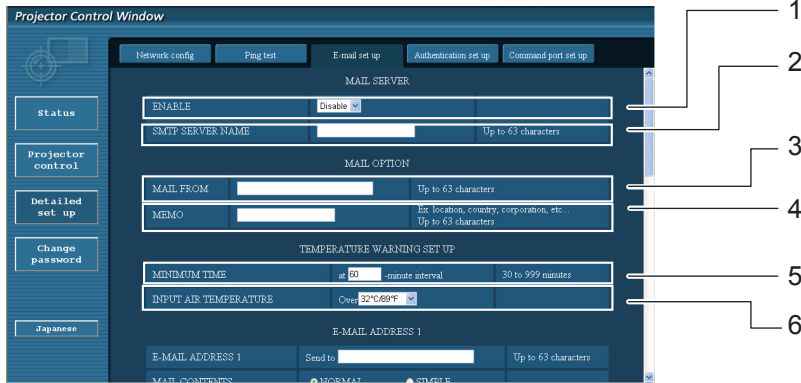 Projector Control Window
Network config Ping test E-mail set up Authentication set up Command port set up
MAIL SERVER
ENABLE Disable
SMTP SERVER NAME Up to 63 characters
MAIL OPTION
MAIL FROM Up to 63 characters
MEMO Ex. location, country, corporation, etc...
Up to 63 characters
TEMPERATURE WARNING SET UP
MINIMUM TIME at 60 -minute interval 30 to 999 minutes
INPUT AIR TEMPERATURE Over 32°C/89°F
E-MAIL ADDRESS 1
E-MAIL ADDRESS 1 Send to Up to 63 characters
MAIL CONTENTS NORMAL SIMPLE
Status
Projector
control
Detailed
set up
Change
password
Japanese
1
2
3
4
5
6